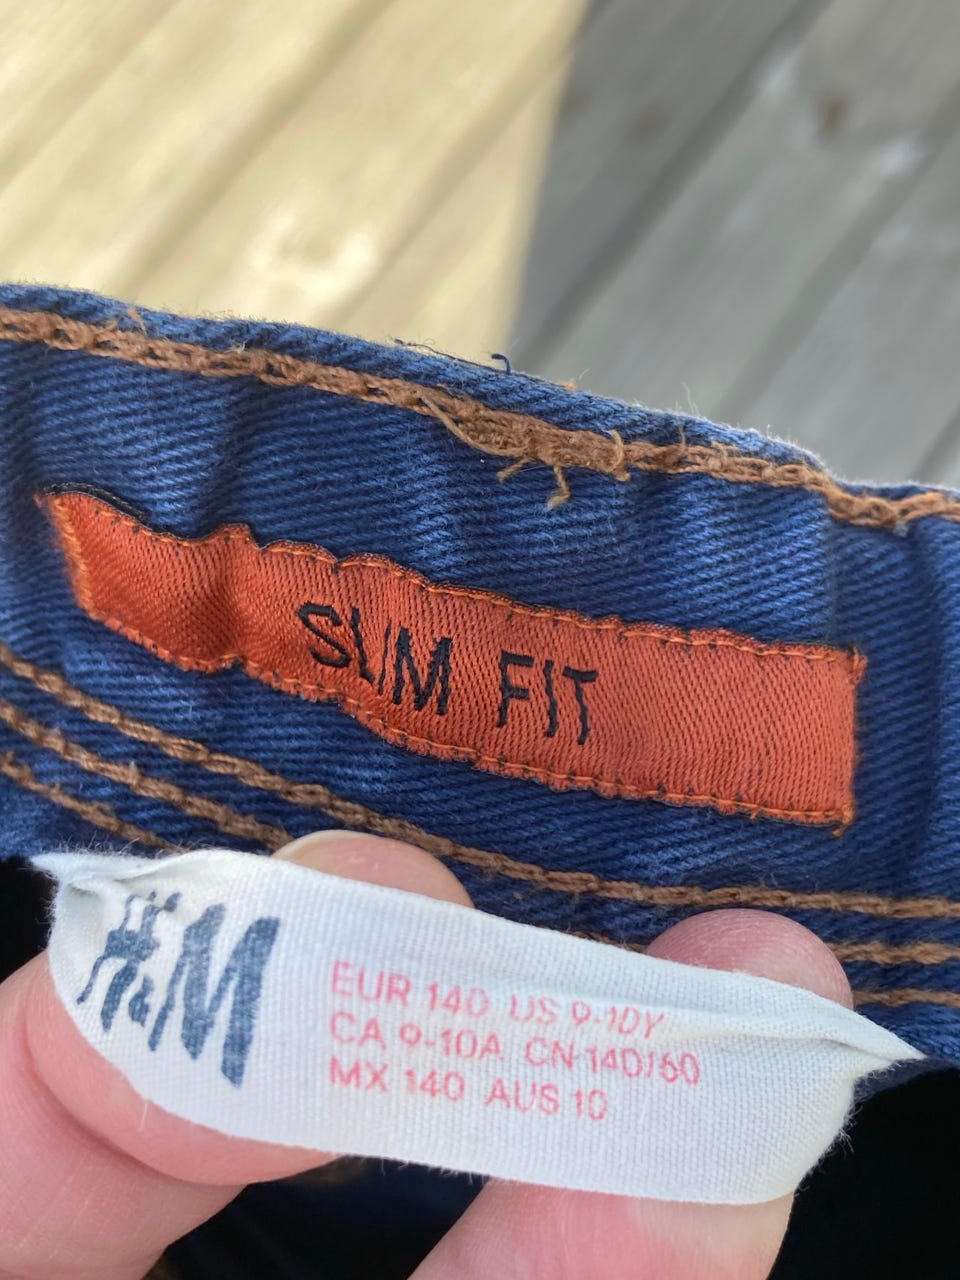 SLIM FIT
H&M
EUR 140 US 9-10Y
CA 9-10A CN 140/60
MX 140 AUS 10